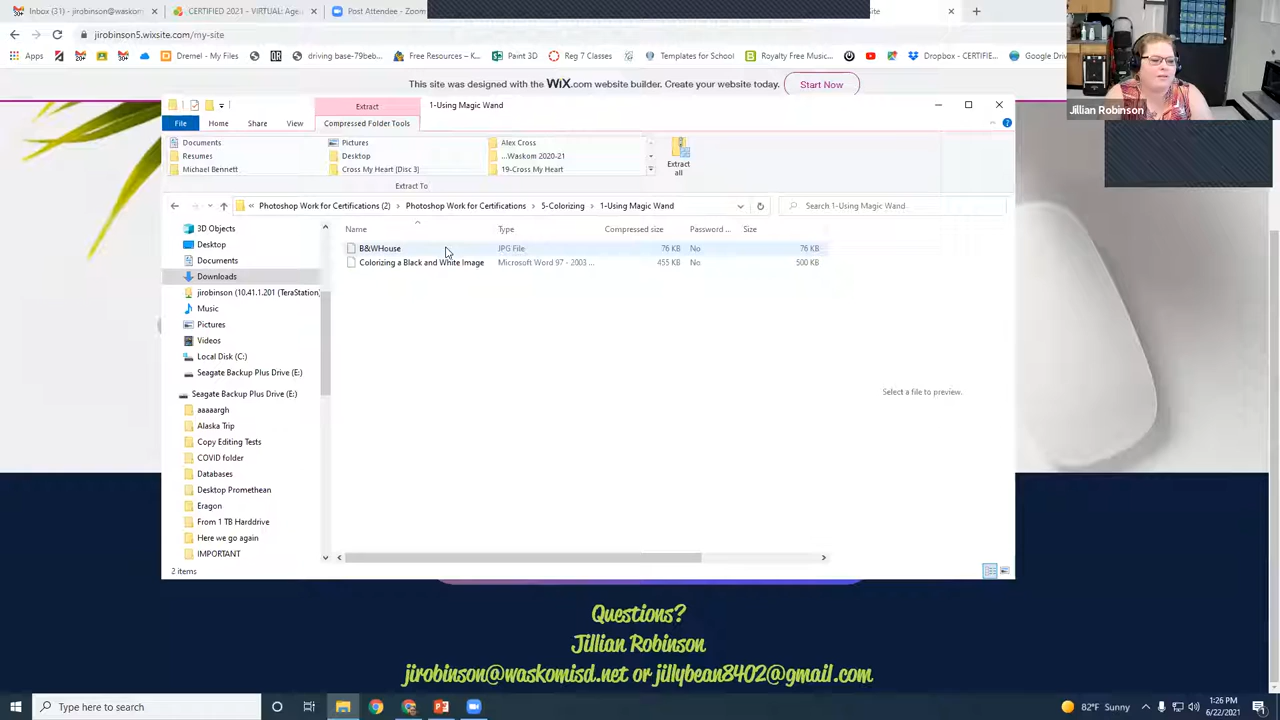 Inbox (31) - jirobinson@waskom
CERTIFIED 2021 - VIRTUAL: Age
Post Attendee - Zoom
Site
jirobinson5.wixsite.com/my-site
Apps
Dremel - My Files
driving base-79b
Paint 3D
Reg 7 Classes
Templates for School
Royalty Free Music...
Dropbox - CERTIFIE...
Google Driv
This site was designed with the WiX.com website builder. Create your website today.
Start Now
Jillian Robinson
Extract
1-Using Magic Wand
File
Home
Share
View
Compressed Folder Tools
Documents
Pictures
Alex Cross
Resumes
Desktop
...Waskom 2020-21
Michael Bennett
Cross My Heart [Disc 3]
19-Cross My Heart
Extract all
Extract To
« Photoshop Work for Certifications (2) > Photoshop Work for Certifications > 5-Colorizing > 1-Using Magic Wand
Search 1-Using Magic Wand
Name Type Compressed size Password ... Size
B&WHouse JPG File 76 KB No 76 KB
Colorizing a Black and White Image Microsoft Word 97 - 2003 ... 455 KB No 500 KB
3D Objects
Desktop
Documents
Downloads
jirobinson (10.41.1.201 (TeraStation)
Music
Pictures
Videos
Local Disk (C:)
Seagate Backup Plus Drive (E:)
Seagate Backup Plus Drive (E:)
aaaaargh
Alaska Trip
Copy Editing Tests
COVID folder
Databases
Desktop Promethean
Eragon
From 1 TB Harddrive
Here we go again
IMPORTANT
Select a file to preview.
2 items
Questions?
Jillian Robinson
jirobinson@waskomisd.net or jillybean8402@gmail.com
Type here to search
82°F Sunny
1:26 PM
6/22/2021